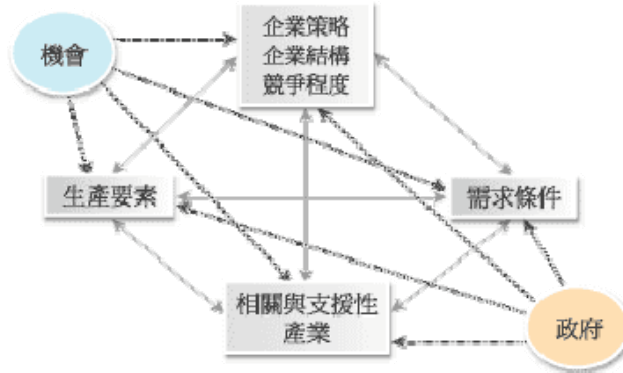 機會
企業策略
企業結構
競爭程度
生產要素
需求條件
相關與支援性
產業
政府